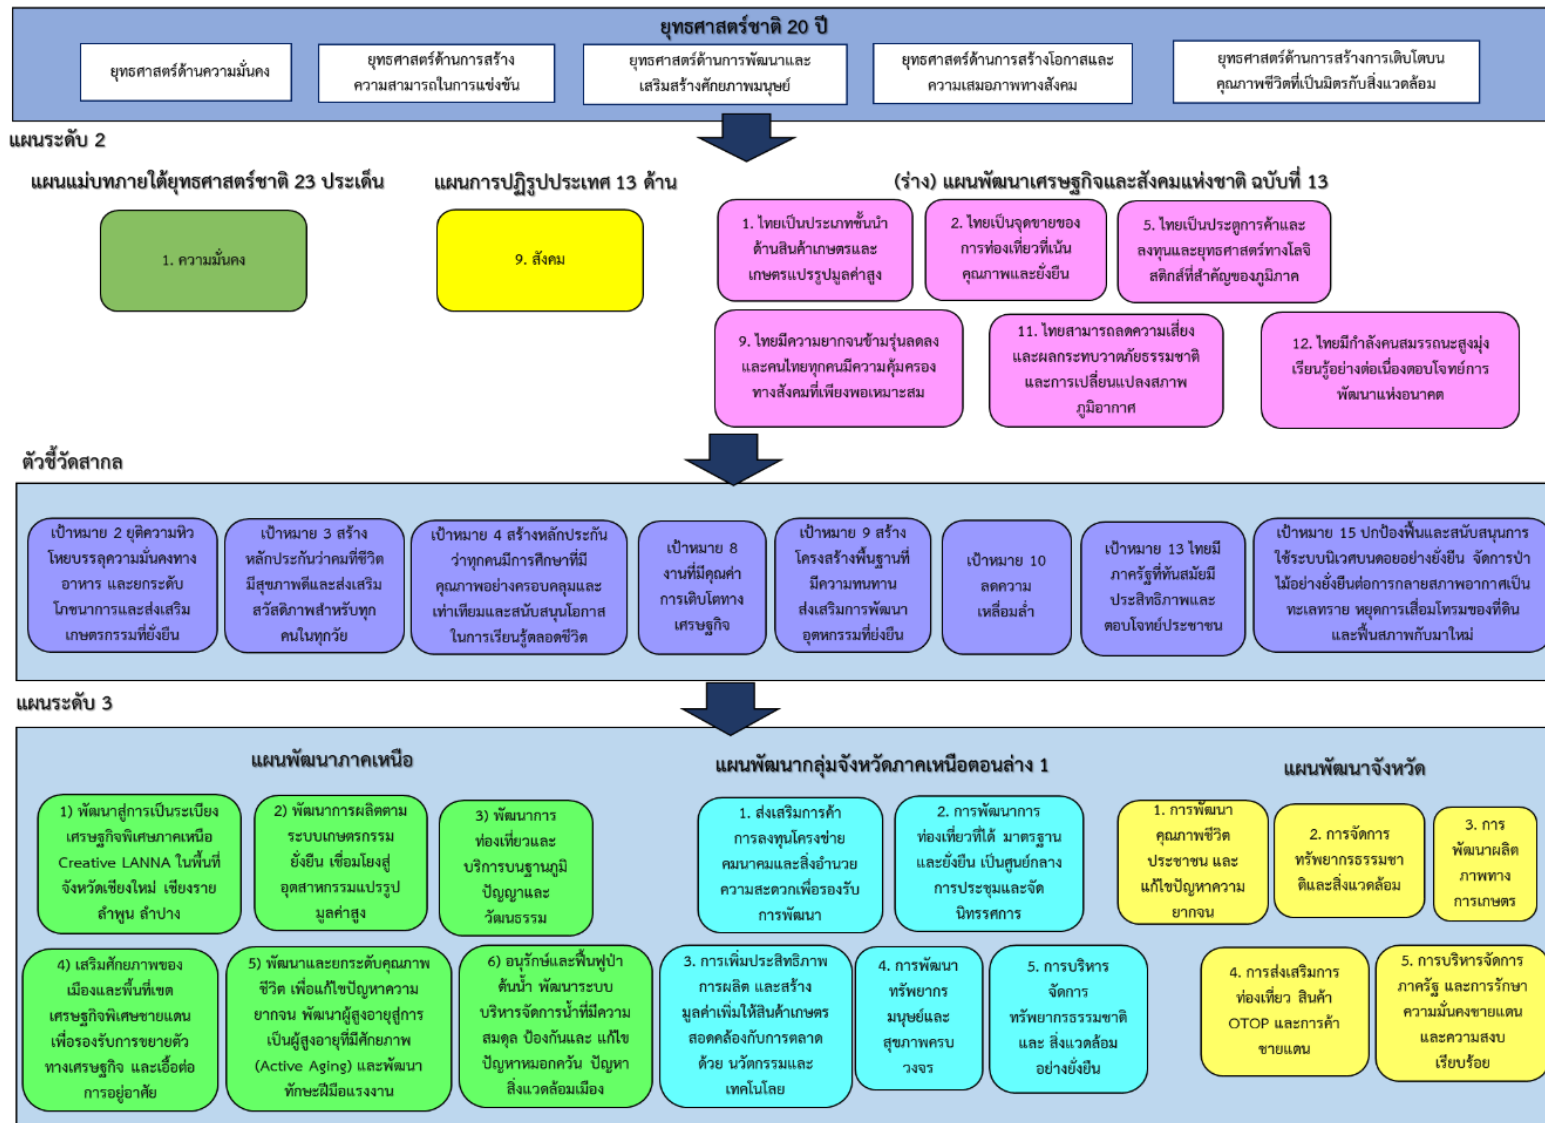 ยุทธศาสตร์ชาติ 20 ปี
ยุทธศาสตร์ด้านความมั่นคง
ยุทธศาสตร์ด้านการสร้าง
ความสามารถในการแข่งขัน
ยุทธศาสตร์ด้านการพัฒนาและ
เสริมสร้างศักยภาพมนุษย์
ยุทธศาสตร์ด้านการสร้างโอกาสและ
ความเสมอภาพทางสังคม
ยุทธศาสตร์ด้านการสร้างการเติบโตบน
คุณภาพชีวิตที่เป็นมิตรกับสิ่งแวดล้อม
แผนระดับ 2
แผนแม่บทภายใต้ยุทธศาสตร์ชาติ 23 ประเด็น
1. ความมั่นคง
แผนการปฏิรูปประเทศ 13 ด้าน
9. สังคม
(ร่าง) แผนพัฒนาเศรษฐกิจและสังคมแห่งชาติ ฉบับที่ 13
1. ไทยเป็นประเภทชั้นนำ
ด้านสินค้าเกษตรและ
เกษตรแปรรูปมูลค่าสูง
2. ไทยเป็นจุดขายของ
การท่องเที่ยวที่เน้น
คุณภาพและยั่งยืน
5. ไทยเป็นประตูการค้าและ
ลงทุนและยุทธศาสตร์ทางโลจิ
สติกส์ที่สำคัญของภูมิภาค
9. ไทยมีความยากจนข้ามรุ่นลดลง
และคนไทยทุกคนมีความคุ้มครอง
ทางสังคมที่เพียงพอเหมาะสม
11. ไทยสามารถลดความเสี่ยง
และผลกระทบวาตภัยธรรมชาติ
และการเปลี่ยนแปลงสภาพ
ภูมิอากาศ
12. ไทยมีกำลังคนสมรรถนะสูงมุ่ง
เรียนรู้อย่างต่อเนื่องตอบโจทย์การ
พัฒนาแห่งอนาคต
ตัวชี้วัดสากล
เป้าหมาย 2 ยุติความหิว
โหยบรรลุความมั่นคงทาง
อาหาร และยกระดับ
โภชนาการและส่งเสริม
เกษตรกรรมที่ยั่งยืน
เป้าหมาย 3 สร้าง
หลักประกันว่าคนที่ชีวิต
มีสุขภาพดีและส่งเสริม
สวัสดิภาพสำหรับทุก
คนในทุกวัย
เป้าหมาย 4 สร้างหลักประกัน
ว่าทุกคนมีการศึกษาที่มี
คุณภาพอย่างครอบคลุมและ
เท่าเทียมและสนับสนุนโอกาส
ในการเรียนรู้ตลอดชีวิต
เป้าหมาย 8
งานที่มีคุณค่า
การเติบโตทาง
เศรษฐกิจ
เป้าหมาย 9 สร้าง
โครงสร้างพื้นฐานที่
มีความทนทาน
ส่งเสริมการพัฒนา
อุตหกรรมที่ย่งยืน
เป้าหมาย 10
ลดความ
เหลื่อมล่ำ
เป้าหมาย 13 ไทยมี
ภาครัฐที่ทันสมัยมี
ประสิทธิภาพและ
ตอบโจทย์ประชาชน
เป้าหมาย 15 ปกป้องฟื้นและสนับสนุนการ
ใช้ระบบนิเวศบนดอยอย่างยั่งยืน จัดการป่า
ไม้อย่างยั่งยืนต่อการกลายสภาพอากาศเป็น
ทะเลทราย หยุดการเสื่อมโทรมของที่ดิน
และฟื้นสภาพกับมาใหม่
แผนระดับ 3
แผนพัฒนาภาคเหนือ
1) พัฒนาสู่การเป็นระเบียง
เศรษฐกิจพิเศษภาคเหนือ
Creative LANNA ในพื้นที่
จังหวัดเชียงใหม่ เชียงราย
ลำพูน ลำปาง
2) พัฒนาการผลิตตาม
ระบบเกษตรกรรม
ยั่งยืน เชื่อมโยงสู่
อุตสาหกรรมแปรรูป
มูลค่าสูง
3) พัฒนาการ
ท่องเที่ยวและ
บริการบนฐานภูมิ
ปัญญาและ
วัฒนธรรม
4) เสริมศักยภาพของ
เมืองและพื้นที่เขต
เศรษฐกิจพิเศษชายแดน
เพื่อรองรับการขยายตัว
ทางเศรษฐกิจ และเอื้อต่อ
การอยู่อาศัย
5) พัฒนาและยกระดับคุณภาพ
ชีวิต เพื่อแก้ไขปัญหาความ
ยากจน พัฒนาผู้สูงอายุสู่การ
เป็นผู้สูงอายุที่มีศักยภาพ
(Active Aging) และพัฒนา
ทักษะฝีมือแรงงาน
6) อนุรักษ์และฟื้นฟูป่า
ต้นน้ำ พัฒนาระบบ
บริหารจัดการน้ำที่มีความ
สมดุล ป้องกันและ แก้ไข
ปัญหาหมอกควัน ปัญหา
สิ่งแวดล้อมเมือง
แผนพัฒนากลุ่มจังหวัดภาคเหนือตอนล่าง 1
1. ส่งเสริมการค้า
การลงทุนโครงข่าย
คมนาคมและสิ่งอำนวย
ความสะดวกเพื่อรองรับ
การพัฒนา
2. การพัฒนาการ
ท่องเที่ยวที่ได้ มาตรฐาน
และยั่งยืน เป็นศูนย์กลาง
การประชุมและจัด
นิทรรศการ
3. การเพิ่มประสิทธิภาพ
การผลิต และสร้าง
มูลค่าเพิ่มให้สินค้าเกษตร
สอดคล้องกับการตลาด
ด้วย นวัตกรรมและ
เทคโนโลย
4. การพัฒนา
ทรัพยากร
มนุษย์และ
สุขภาพครบ
วงจร
5. การบริหาร
จัดการ
ทรัพยากรธรรมชาติ
และ สิ่งแวดล้อม
อย่างยั่งยืน
แผนพัฒนาจังหวัด
1. การพัฒนา
คุณภาพชีวิต
ประชาชน และ
แก้ไขปัญหาความ
ยากจน
2. การจัดการ
ทรัพยากรธรรมชา
ติและสิ่งแวดล้อม
3. การ
พัฒนาผลิต
ภาพทาง
การเกษตร
4. การส่งเสริมการ
ท่องเที่ยว สินค้า
OTOP และการค้า
ชายแดน
5. การบริหารจัดการ
ภาครัฐ และการรักษา
ความมั่นคงชายแดน
และความสงบ
เรียบร้อย